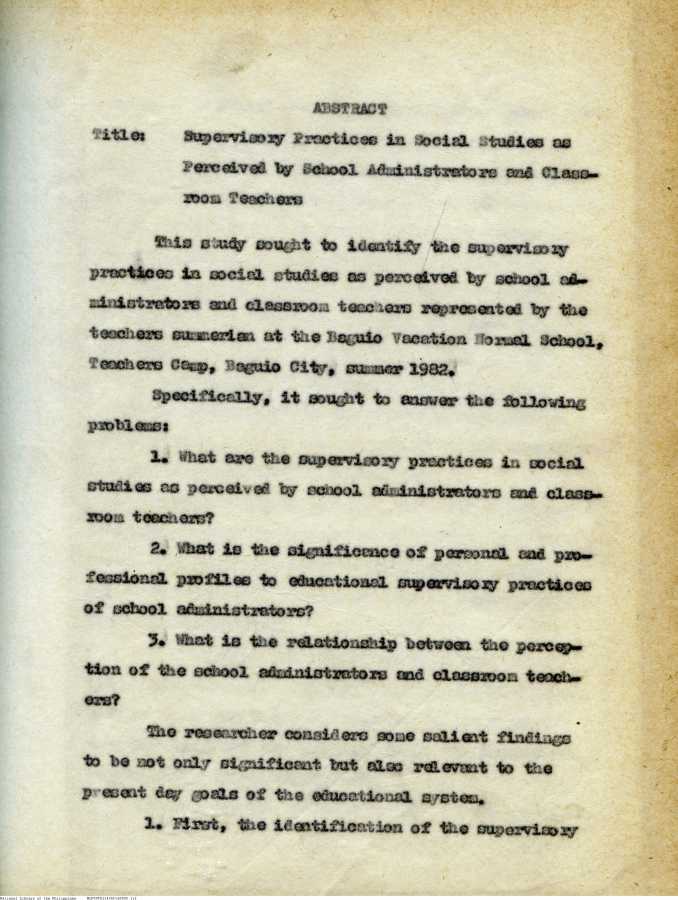 ABSTRACT
Title: Supervisory Practices in Social Studies as
Perceived by School Administrators and Class-
room Teachers
This study sought to identify the supervisory
practices in social studies as perceived by school ad-
ministrators and classroom teachers represented by the
teachers summerian at the Baguio Vacation Normal School,
Teachers Camp, Baguio City, summer 1982.
Specifically, it sought to answer the following
problems:
1. What are the supervisory practices in social
studies as perceived by school administrators and class-
room teachers?
2. What is the significance of personal and pro-
fessional profiles to educational supervisory practices
of school administrators?
3. What is the relationship between the percep-
tion of the school administrators and classroom teach-
ers?
The researcher considers some salient findings
to be not only significant but also relevant to the
present day goals of the educational system.
1. First, the identification of the supervisory
National Library of the Philippines